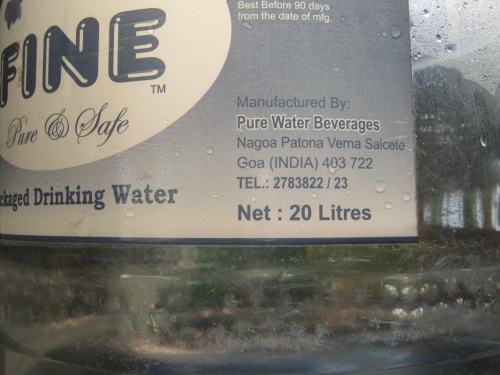 Best Before 90 days
from the date of mfg.
FINE
TM
Pure & Safe
Manufactured By:
Pure Water Beverages
Nagoa Patona Verna Salcete
Goa (INDIA) 403 722
TEL.: 2783822 / 23
ckaged Drinking Water
Net : 20 Litres